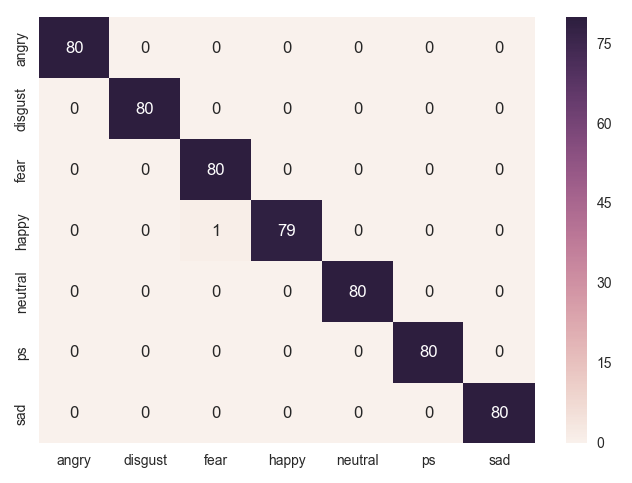 angry 80 0 0 0 0 0 0
disgust 0 80 0 0 0 0 0
fear 0 0 80 0 0 0 0
happy 0 0 1 79 0 0 0
neutral 0 0 0 0 80 0 0
ps 0 0 0 0 0 80 0
sad 0 0 0 0 0 0 80
angry disgust fear happy neutral ps sad
75
60
45
30
15
0